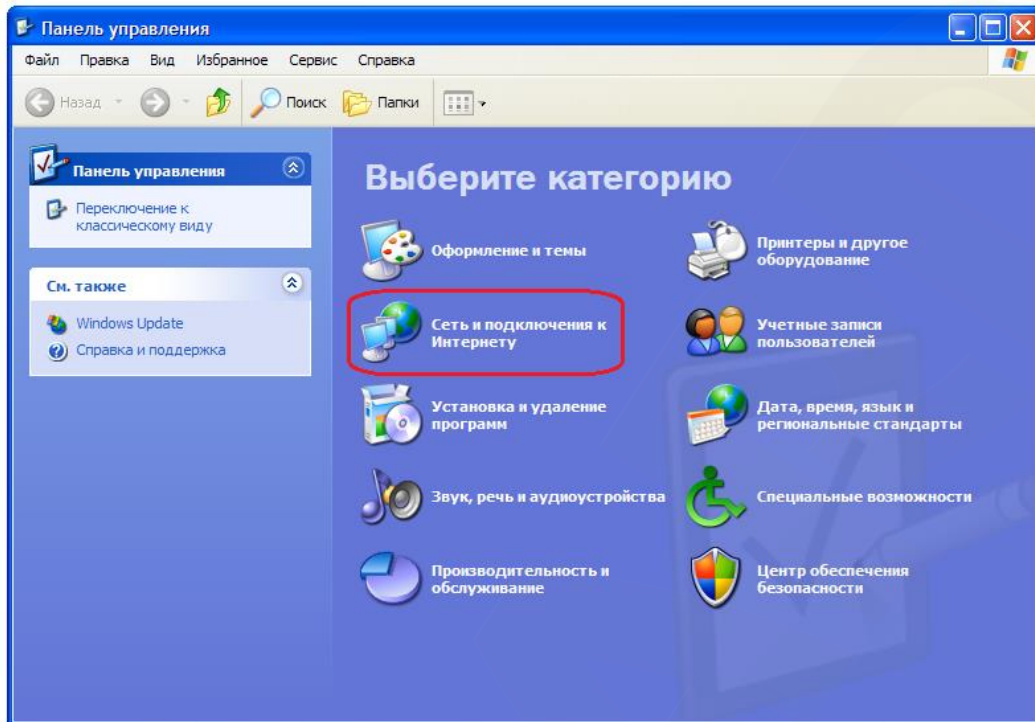 Панель управления
Файл Правка Вид Избранное Сервис Справка
Назад Поиск Папки
Панель управления
Переключение к
классическому виду
См. также
Windows Update
Справка и поддержка
Выберите категорию
Оформление и темы
Принтеры и другое
оборудование
Сеть и подключения к
Интернету
Учетные записи
пользователей
Установка и удаление
программ
Дата, время, язык и
региональные стандарты
Звук, речь и аудиоустройства
Специальные возможности
Производительность и
обслуживание
Центр обеспечения
безопасности